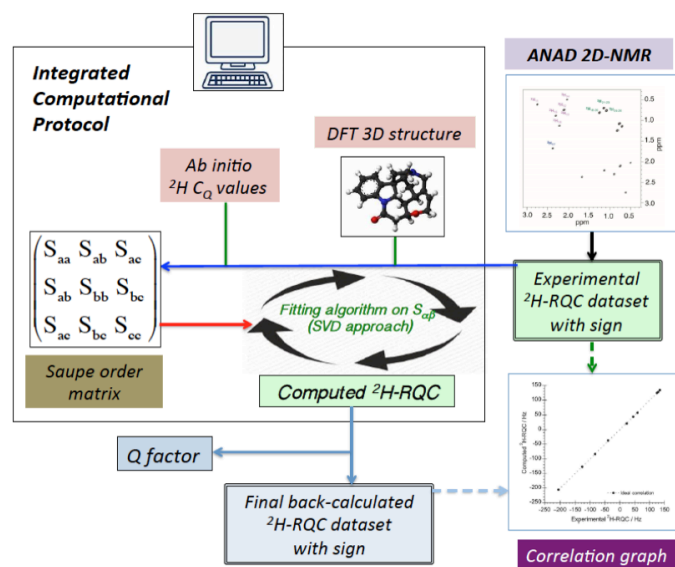 Integrated
Computational
Protocol
ANAD 2D-NMR
DFT 3D structure
Ab initio
²H C_Q values
0.5
1.0
1.5
2.0
2.5
3.0
ppm
3.0 2.5 2.0 1.5 1.0 0.5
ppm
S_aa S_ab S_ac
S_ab S_bb S_bc
S_ac S_bc S_cc
Saupe order
matrix
Fitting algorithm on S_αβ
(SVD approach)
Experimental
²H-RQC dataset
with sign
Computed ²H-RQC
Q factor
Final back-calculated
²H-RQC dataset
with sign
Computed ²H-RQC / Hz
150
100
50
0
-50
-100
-150
-200
-250
Ideal correlation
-250 -200 -150 -100 -50 0 50 100 150
Experimental ²H-RQC / Hz
Correlation graph